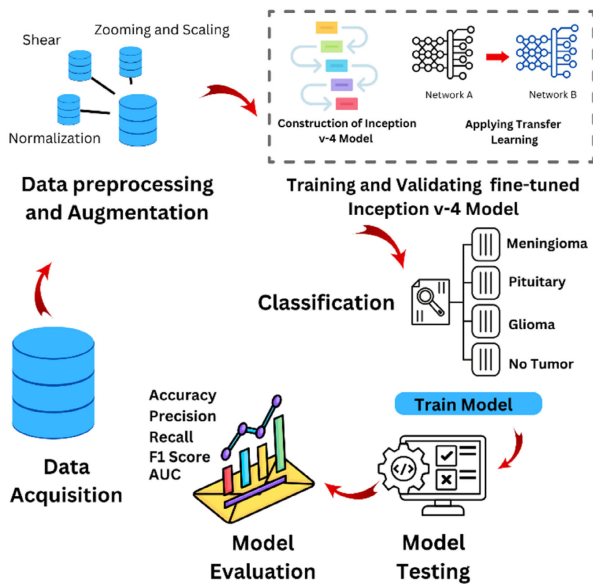 Shear
Zooming and Scaling
Normalization
Data preprocessing
and Augmentation
Network A
Network B
Construction of Inception
v-4 Model
Applying Transfer
Learning
Training and Validating fine-tuned
Inception v-4 Model
Classification
Meningioma
Pituitary
Glioma
No Tumor
Train Model
Model
Testing
Accuracy
Precision
Recall
F1 Score
AUC
Model
Evaluation
Data
Acquisition